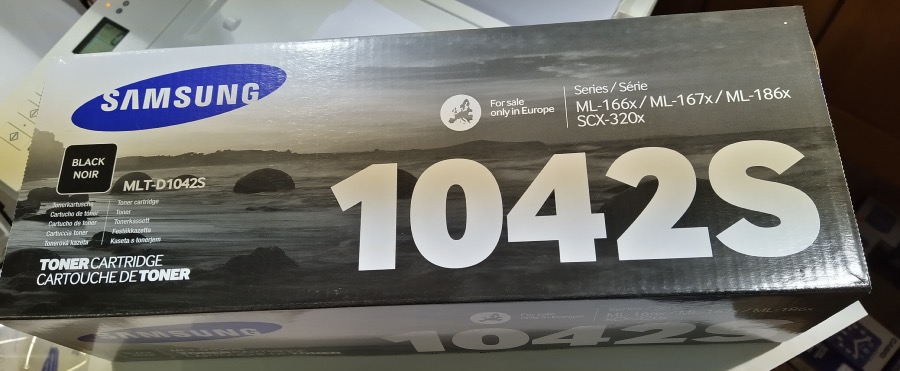 SAMSUNG
For sale
only in Europe
Series / Série
ML-166x / ML-167x / ML-186x
SCX-320x
BLACK
NOIR
MLT-D1042S
1042S
Tonerkartusche
Toner cartridge
Cartucho de tóner
Toner
Cartucho de toner
Tonerkassett
Cartuccia toner
Tonerová kazeta
Kaseta s tonerjem
TONER CARTRIDGE
CARTOUCHE DE TONER
SAMSUNG
1042S